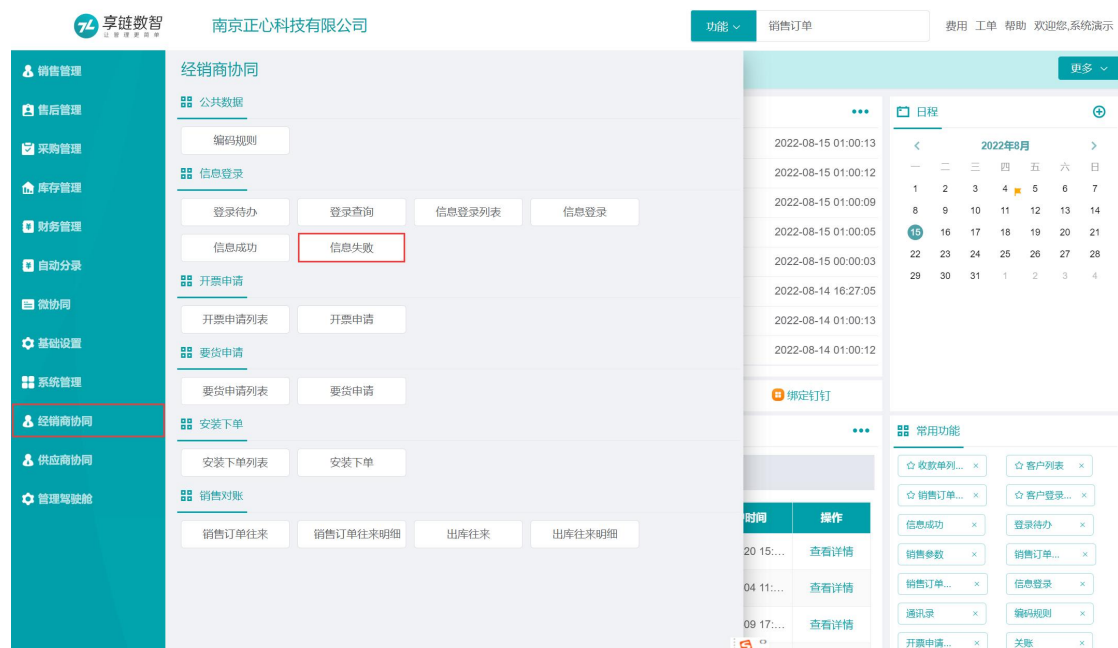 享链数智
让管理更简单
南京正心科技有限公司
功能
销售订单
费用 工单 帮助 欢迎您,系统演示
销售管理
售后管理
采购管理
库存管理
财务管理
自动分录
微协同
基础设置
系统管理
经销商协同
供应商协同
管理驾驶舱
经销商协同
公共数据
编码规则
信息登录
登录待办 登录查询 信息登录列表 信息登录
信息成功 信息失败
开票申请
开票申请列表 开票申请
要货申请
要货申请列表 要货申请
安装下单
安装下单列表 安装下单
销售对账
销售订单往来 销售订单往来明细 出库往来 出库往来明细
更多
2022-08-15 01:00:13
2022-08-15 01:00:12
2022-08-15 01:00:09
2022-08-15 01:00:05
2022-08-15 00:00:03
2022-08-14 16:27:05
2022-08-14 01:00:13
2022-08-14 01:00:12
绑定钉钉
时间 操作
20 15:... 查看详情
04 11:... 查看详情
09 17:... 查看详情
日程
2022年8月
一 二 三 四 五 六 日
1 2 3 4 5 6 7
8 9 10 11 12 13 14
15 16 17 18 19 20 21
22 23 24 25 26 27 28
29 30 31 1 2 3 4
常用功能
收款单列... × 客户列表 ×
销售订单... × 客户登录... ×
信息成功 × 登录待办 ×
销售参数 × 销售订单... ×
销售订单... × 信息登录 ×
通讯录 × 编码规则 ×
开票申请... × 关账 ×